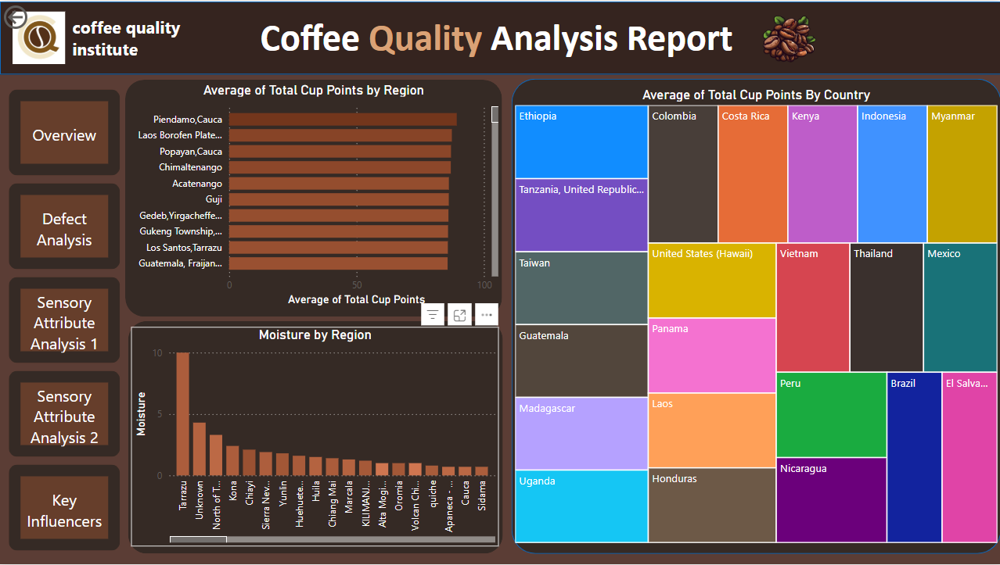 coffee quality
institute
Coffee Quality Analysis Report
Overview
Defect
Analysis
Sensory
Attribute
Analysis 1
Sensory
Attribute
Analysis 2
Key
Influencers
Average of Total Cup Points by Region
Piendamo,Cauca
Laos Borofen Plate...
Popayan,Cauca
Chimaltenango
Acatenango
Guji
Gedeb,Yirgacheffe...
Gukeng Township,...
Los Santos,Tarrazu
Guatemala, Fraijan...
0 50 100
Average of Total Cup Points
Moisture by Region
Moisture
10
5
0
Tarrazu
Unknown
North of T...
Kona
Chiayi
Sierra Nev...
Yunlin
Huehuete...
Huila
Chiang Mai
Marcala
KILIMANJ...
Alta Mogi...
Oromia
Volcan Chi...
quiche
Apaneca - ...
Cauca
Sidama
Average of Total Cup Points By Country
Ethiopia
Tanzania, United Republic...
Taiwan
Guatemala
Madagascar
Uganda
Colombia
Costa Rica
Kenya
Indonesia
Myanmar
United States (Hawaii)
Panama
Laos
Honduras
Vietnam
Thailand
Mexico
Peru
Nicaragua
Brazil
El Salva...